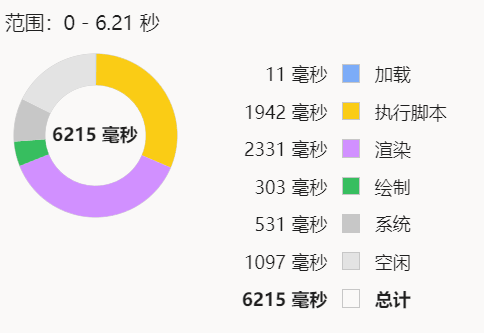 范围：0 - 6.21 秒
6215 毫秒
11 毫秒 加载
1942 毫秒 执行脚本
2331 毫秒 渲染
303 毫秒 绘制
531 毫秒 系统
1097 毫秒 空闲
6215 毫秒 总计